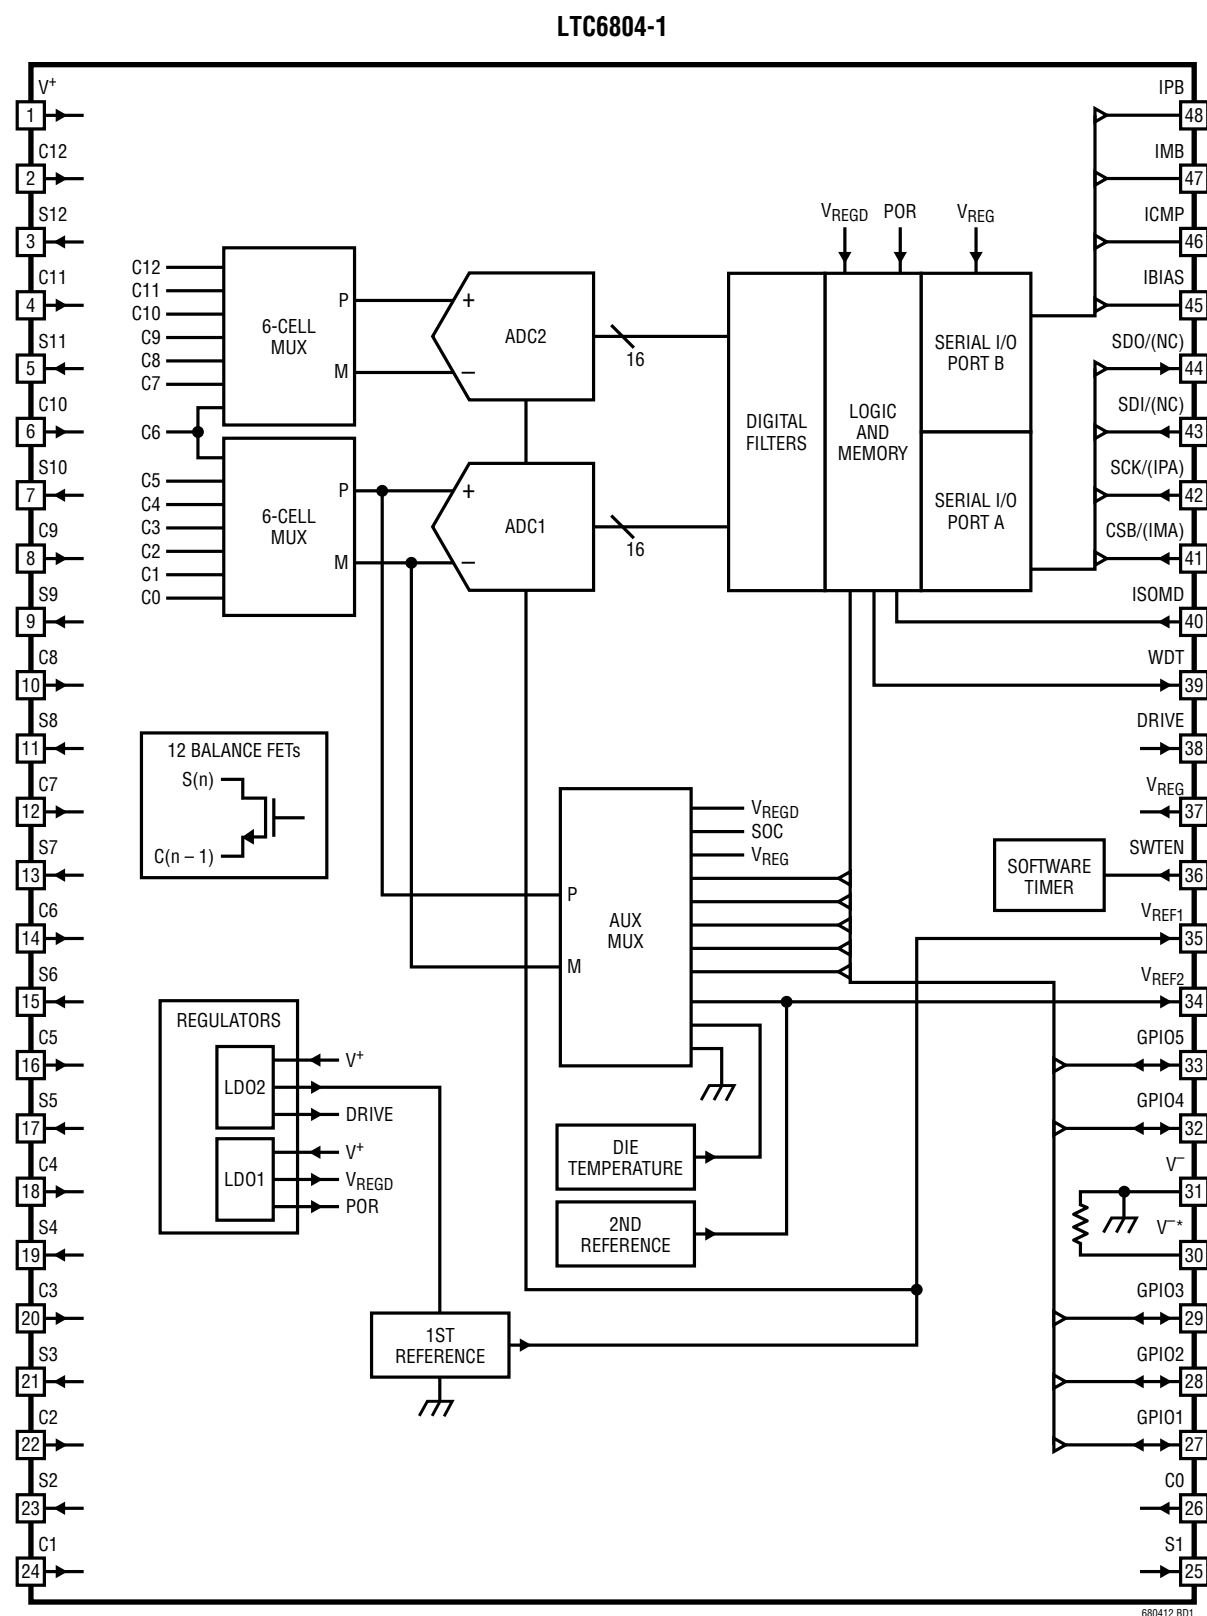 LTC6804-1
V+
1
C12
2
S12
3
C11
4
S11
5
C10
6
S10
7
C9
8
S9
9
C8
10
S8
11
C7
12
S7
13
C6
14
S6
15
C5
16
S5
17
C4
18
S4
19
C3
20
S3
21
C2
22
S2
23
C1
24
C12
C11
C10
C9
C8
C7
C6
C5
C4
C3
C2
C1
C0
6-CELL
MUX
P
M
6-CELL
MUX
P
M
+
ADC2
–
16
+
ADC1
–
16
VREGD
POR
VREG
DIGITAL
FILTERS
LOGIC
AND
MEMORY
SERIAL I/O
PORT B
SERIAL I/O
PORT A
12 BALANCE FETs
S(n)
C(n – 1)
P
M
AUX
MUX
VREGD
SOC
VREG
SOFTWARE
TIMER
REGULATORS
LDO2
V+
DRIVE
LDO1
V+
VREGD
POR
DIE
TEMPERATURE
2ND
REFERENCE
1ST
REFERENCE
IPB
48
IMB
47
ICMP
46
IBIAS
45
SDO/(NC)
44
SDI/(NC)
43
SCK/(IPA)
42
CSB/(IMA)
41
ISOMD
40
WDT
39
DRIVE
38
VREG
37
SWTEN
36
VREF1
35
VREF2
34
GPIO5
33
GPIO4
32
V–
31
V–*
30
GPIO3
29
GPIO2
28
GPIO1
27
C0
26
S1
25
680412 BD1